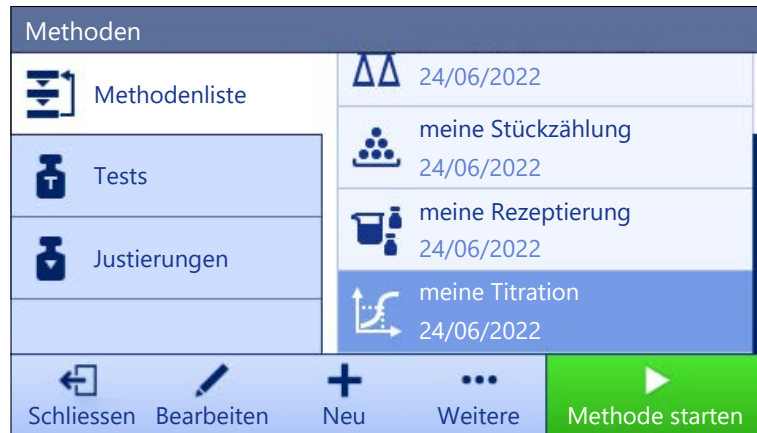 Methoden
Methodenliste
Tests
Justierungen
24/06/2022
meine Stückzählung
24/06/2022
meine Rezeptierung
24/06/2022
meine Titration
24/06/2022
Schliessen
Bearbeiten
Neu
Weitere
Methode starten